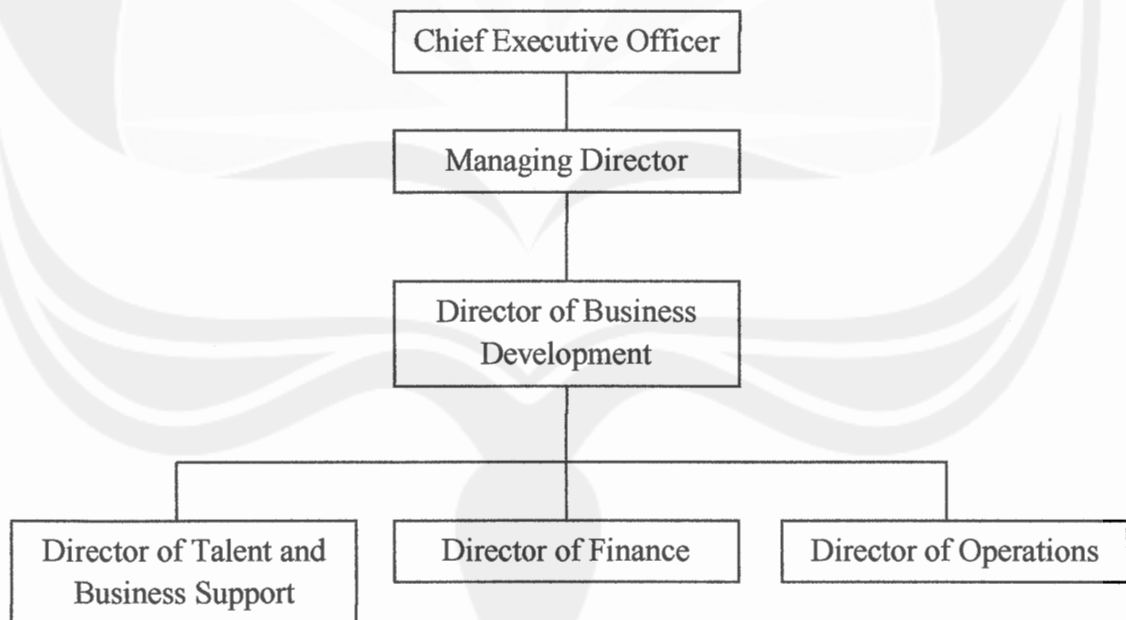 Chief Executive Officer
Managing Director
Director of Business
Development
Director of Talent and
Business Support
Director of Finance
Director of Operations